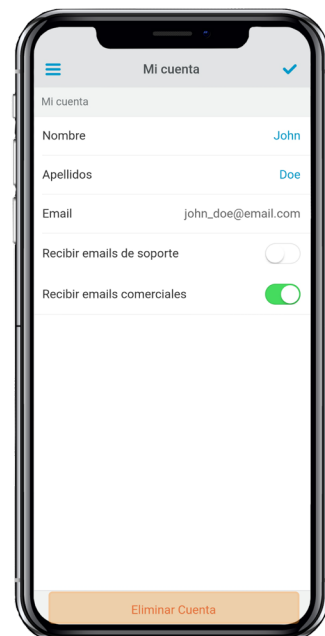 Mi cuenta
Mi cuenta
Nombre John
Apellidos Doe
Email john_doe@email.com
Recibir emails de soporte
Recibir emails comerciales
Eliminar Cuenta